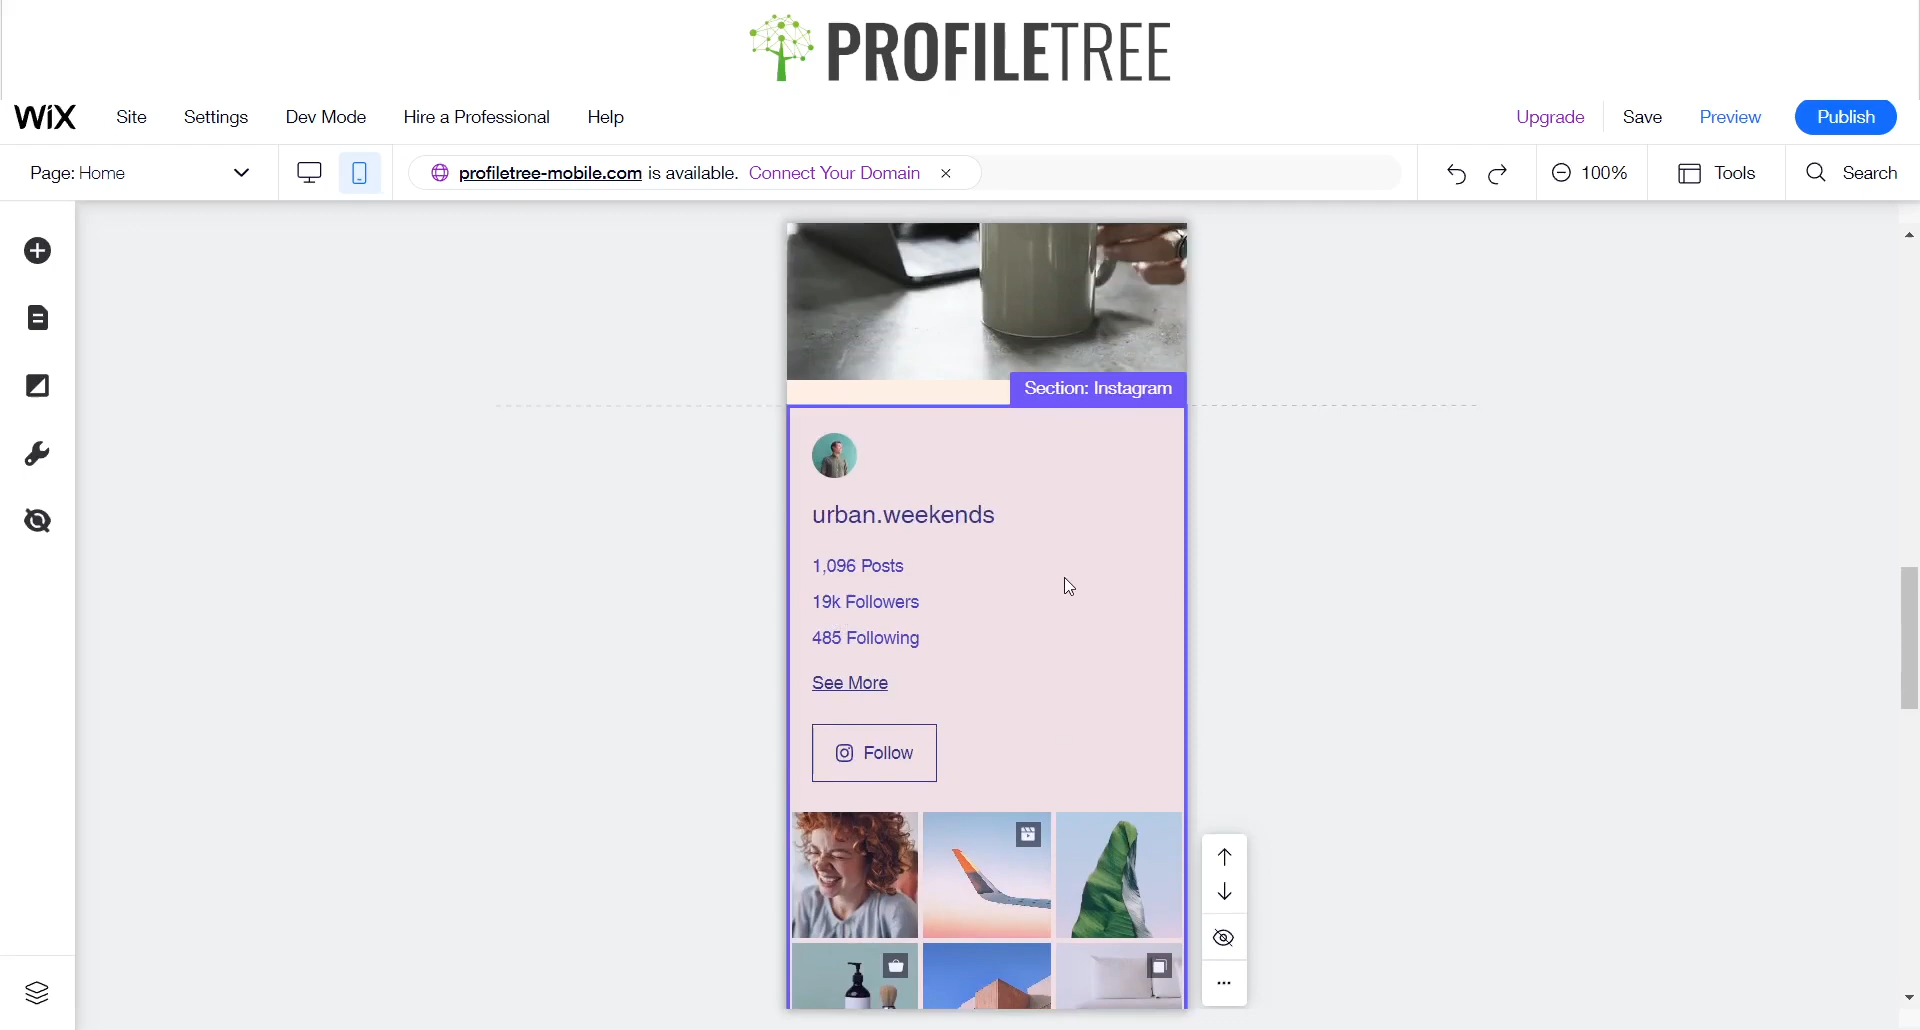 PROFILETREE
WiX Site Settings Dev Mode Hire a Professional Help Upgrade Save Preview Publish
Page: Home profiletree-mobile.com is available. Connect Your Domain × 100% Tools Search
Section: Instagram
urban.weekends
1,096 Posts
19k Followers
485 Following
See More
Follow